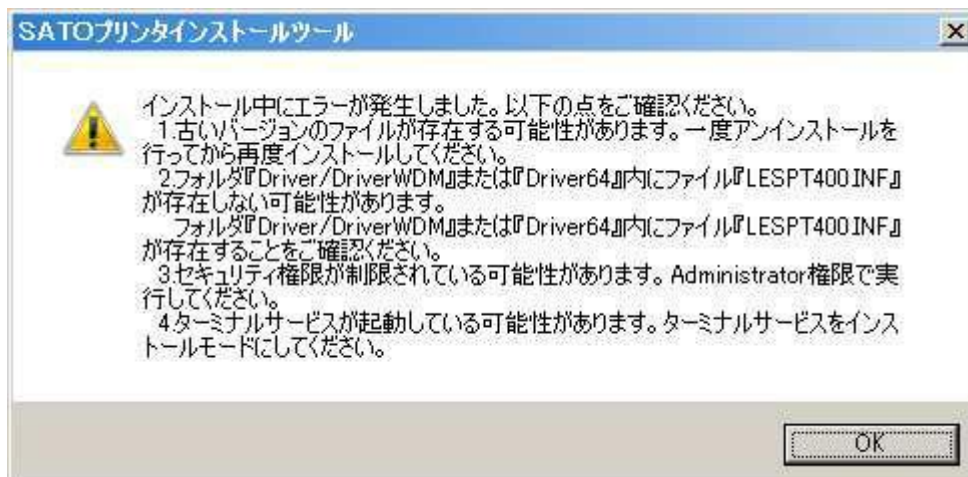 SATOプリンタインストールツール
インストール中にエラーが発生しました。以下の点をご確認ください。
1.古いバージョンのファイルが存在する可能性があります。一度アンインストールを
行ってから再度インストールしてください。
2.フォルダ『Driver/DriverWDM』または『Driver64』内にファイル『LESPT400.INF』
が存在しない可能性があります。
フォルダ『Driver/DriverWDM』または『Driver64』内にファイル『LESPT400.INF』
が存在することをご確認ください。
3.セキュリティ権限が制限されている可能性があります。Administrator権限で実
行してください。
4.ターミナルサービスが起動している可能性があります。ターミナルサービスをインス
トールモードにしてください。
OK